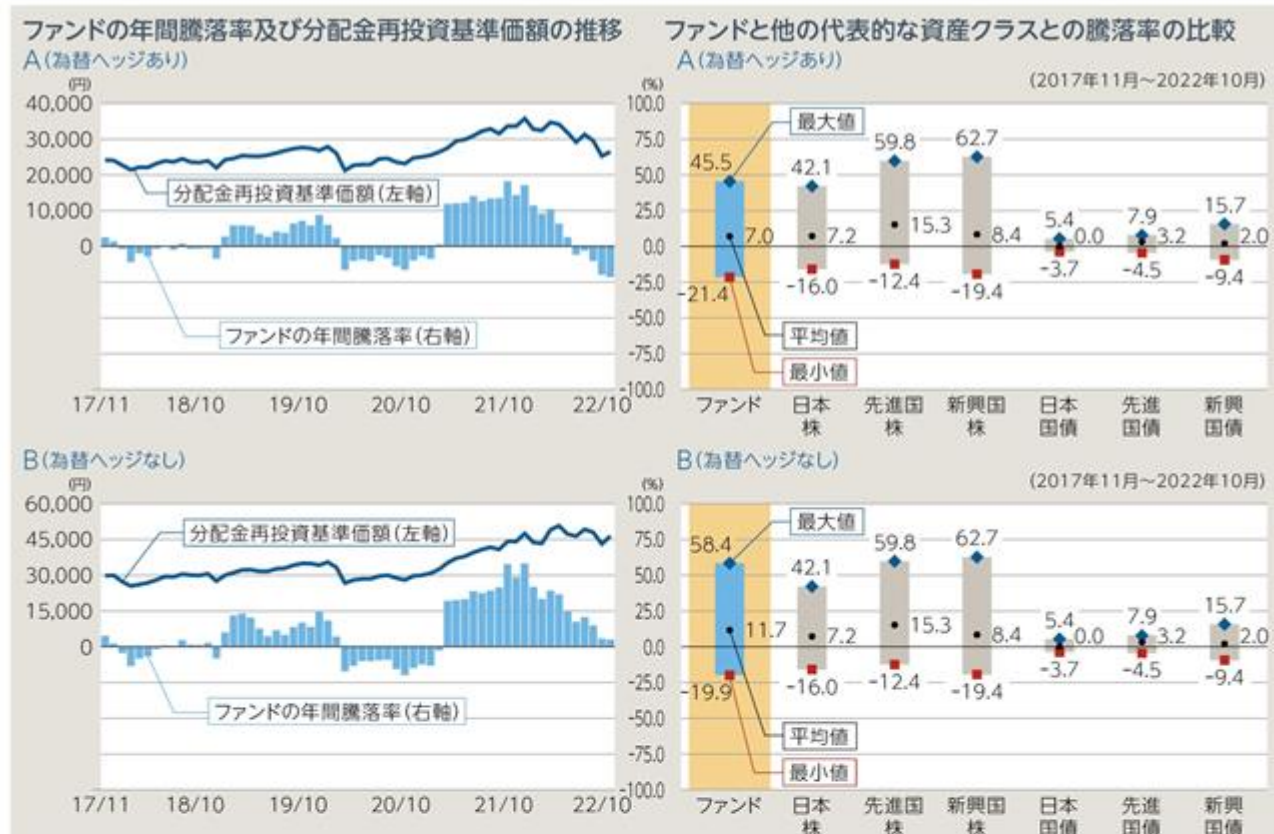 ファンドの年間騰落率及び分配金再投資基準価額の推移
A(為替ヘッジあり)
(円)
40,000
30,000
20,000
10,000
0
分配金再投資基準価額(左軸)
ファンドの年間騰落率(右軸)
(%)
100.0
75.0
50.0
25.0
0.0
-25.0
-50.0
-75.0
-100.0
17/11 18/10 19/10 20/10 21/10 22/10
ファンドと他の代表的な資産クラスとの騰落率の比較
A(為替ヘッジあり)
(2017年11月～2022年10月)
最大値
45.5 42.1 59.8 62.7 5.4 7.9 15.7
7.0 7.2 15.3 8.4 0.0 3.2 2.0
-21.4 -16.0 -12.4 -19.4 -3.7 -4.5 -9.4
平均値
最小値
ファンド 日本 先進国 新興国 日本 先進 新興
株 株 株 国債 国債 国債
B(為替ヘッジなし)
(円)
60,000
45,000
30,000
15,000
0
分配金再投資基準価額(左軸)
ファンドの年間騰落率(右軸)
(%)
100.0
75.0
50.0
25.0
0.0
-25.0
-50.0
-75.0
-100.0
17/11 18/10 19/10 20/10 21/10 22/10
B(為替ヘッジなし)
(2017年11月～2022年10月)
最大値
58.4 42.1 59.8 62.7 5.4 7.9 15.7
11.7 7.2 15.3 8.4 0.0 3.2 2.0
-19.9 -16.0 -12.4 -19.4 -3.7 -4.5 -9.4
平均値
最小値
ファンド 日本 先進国 新興国 日本 先進 新興
株 株 株 国債 国債 国債